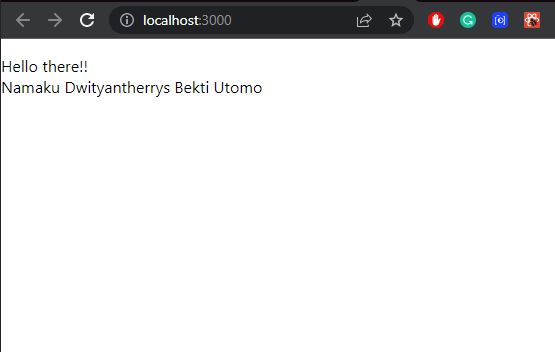 localhost:3000
Hello there!!
Namaku Dwityantherrys Bekti Utomo